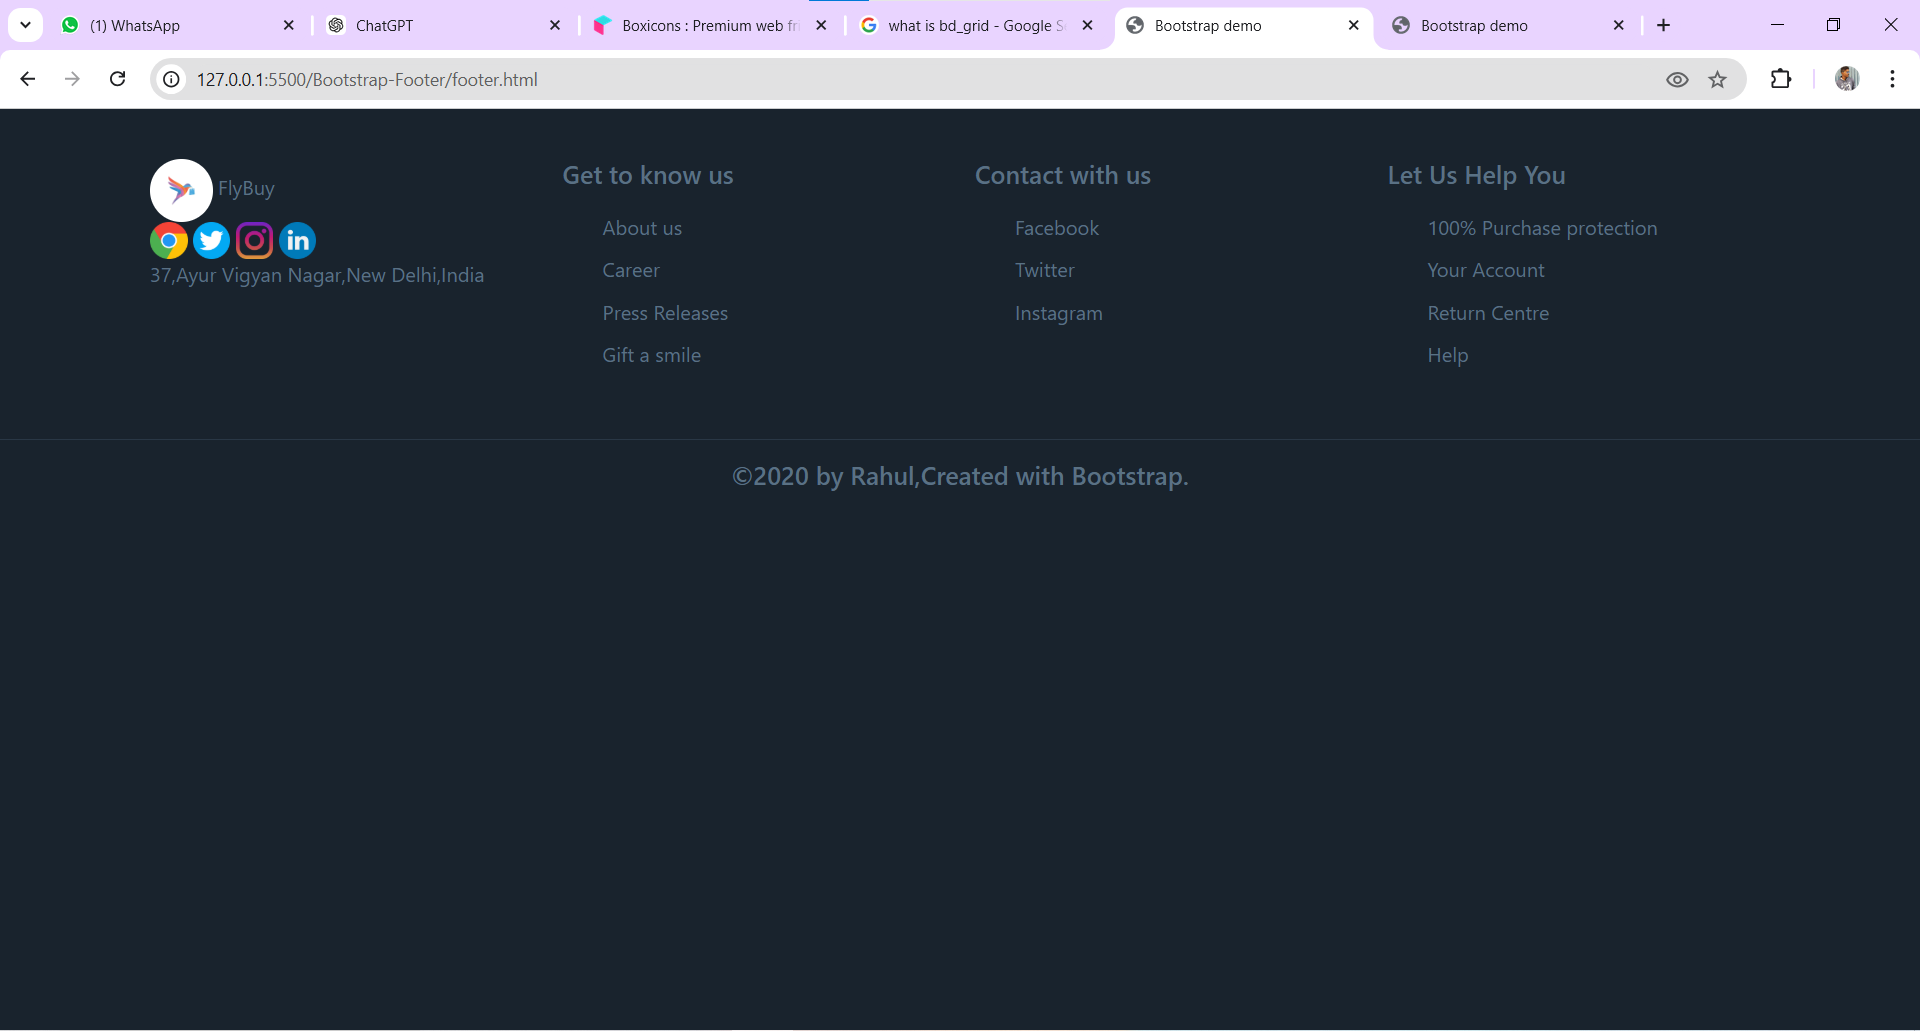 (1) WhatsApp
ChatGPT
Boxicons : Premium web fri
what is bd_grid - Google Se
Bootstrap demo
Bootstrap demo
127.0.0.1:5500/Bootstrap-Footer/footer.html
FlyBuy
37,Ayur Vigyan Nagar,New Delhi,India
Get to know us
About us
Career
Press Releases
Gift a smile
Contact with us
Facebook
Twitter
Instagram
Let Us Help You
100% Purchase protection
Your Account
Return Centre
Help
©2020 by Rahul,Created with Bootstrap.